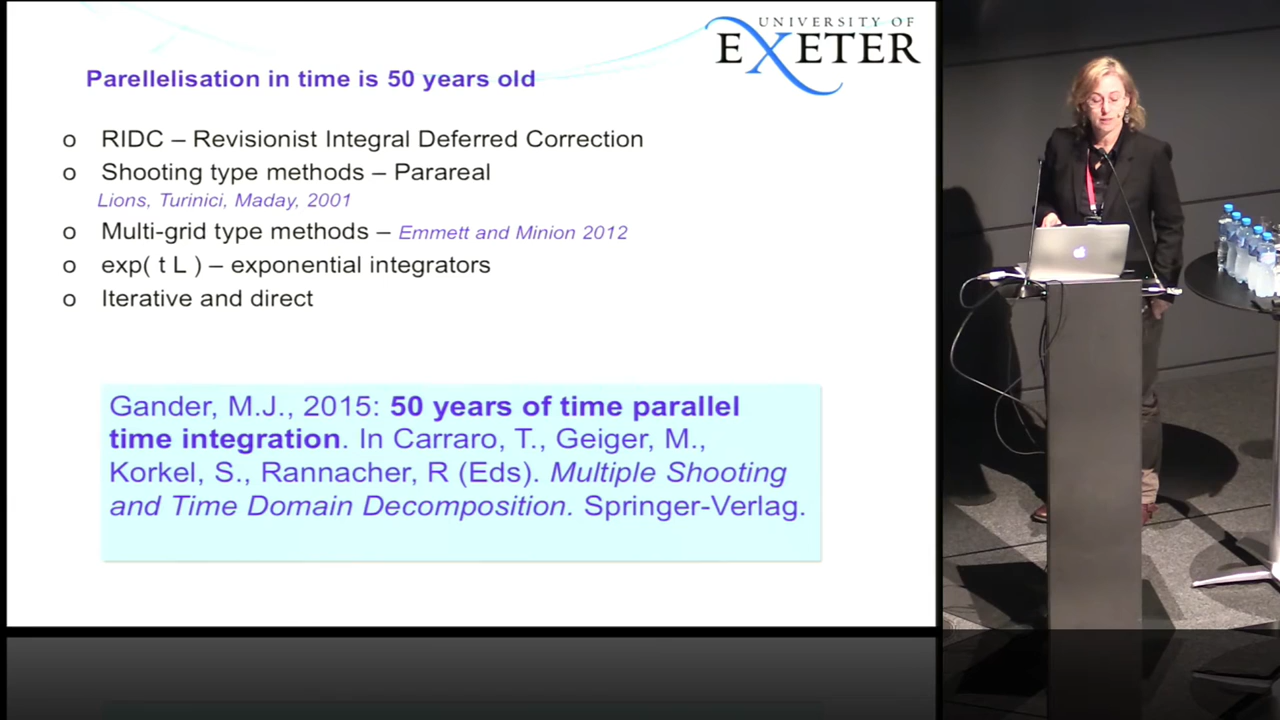 UNIVERSITY OF
EXETER
Parellelisation in time is 50 years old
o RIDC – Revisionist Integral Deferred Correction
o Shooting type methods – Parareal
Lions, Turinici, Maday, 2001
o Multi-grid type methods – Emmett and Minion 2012
o exp( t L ) – exponential integrators
o Iterative and direct
Gander, M.J., 2015: 50 years of time parallel
time integration. In Carraro, T., Geiger, M.,
Korkel, S., Rannacher, R (Eds). Multiple Shooting
and Time Domain Decomposition. Springer-Verlag.